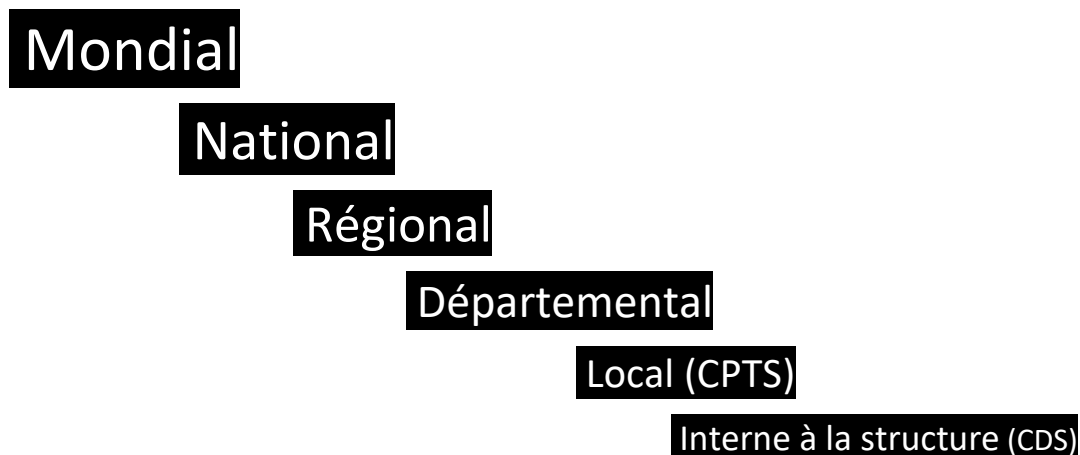 Mondial
National
Régional
Départemental
Local (CPTS)
Interne à la structure (CDS)